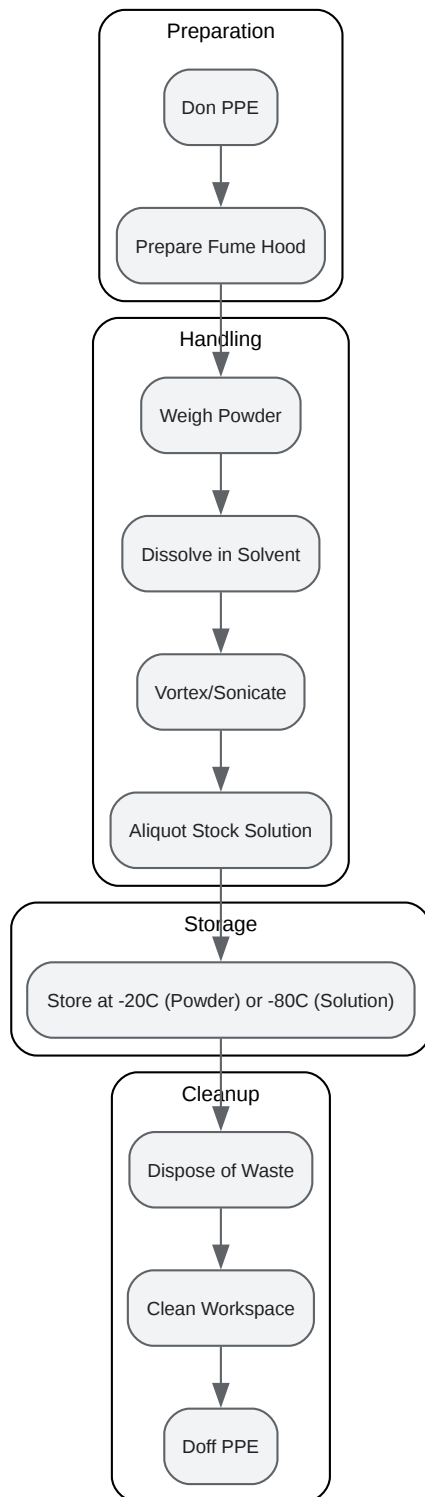 Preparation
Don PPE
Prepare Fume Hood
Handling
Weigh Powder
Dissolve in Solvent
Vortex/Sonicate
Aliquot Stock Solution
Storage
Store at -20C (Powder) or -80C (Solution)
Cleanup
Dispose of Waste
Clean Workspace
Doff PPE